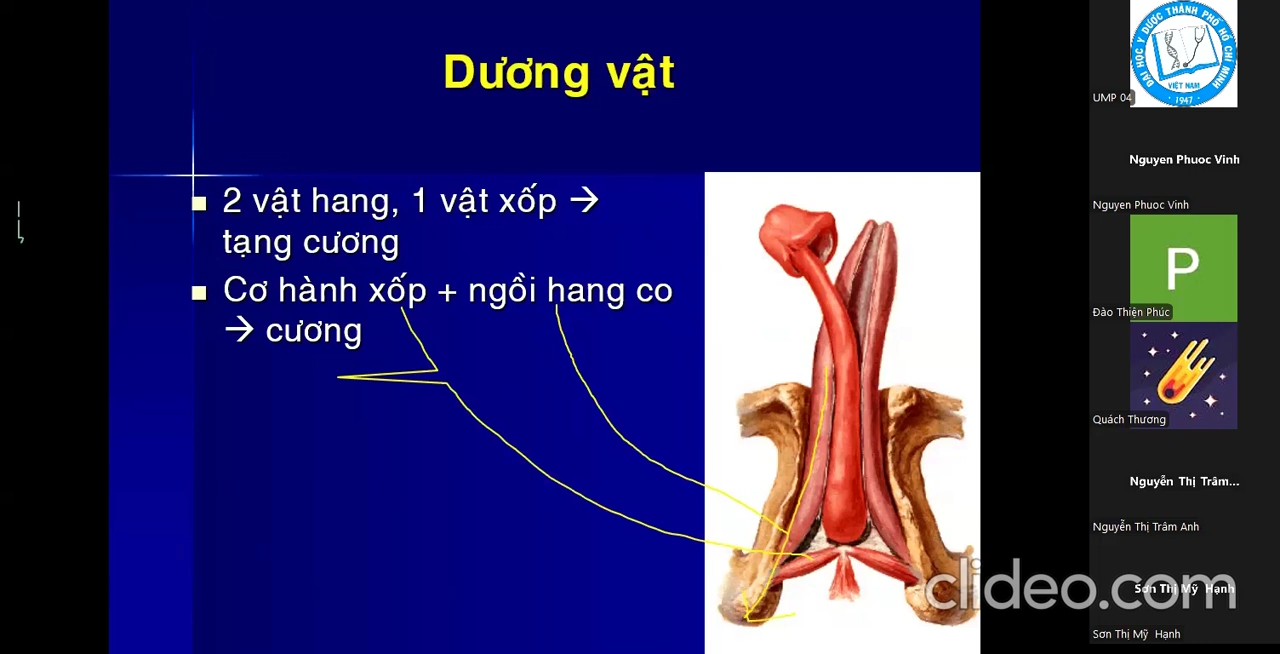 Dương vật
2 vật hang, 1 vật xốp →
tạng cương
Cơ hành xốp + ngồi hang co
→ cương
ĐẠI HỌC Y DƯỢC THÀNH PHỐ HỒ CHÍ MINH
VIỆT NAM
1947
UMP 04
Nguyen Phuoc Vinh
Nguyen Phuoc Vinh
P
Đào Thiện Phúc
Quách Thương
Nguyễn Thị Trâm...
Nguyễn Thị Trâm Anh
clideo.com
Sơn Thị Mỹ Hạnh
Sơn Thị Mỹ Hạnh